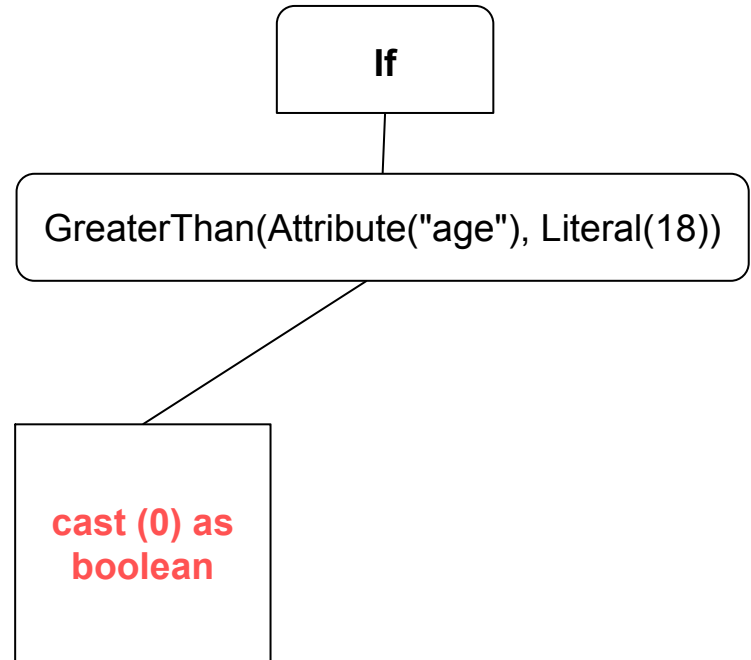 If
GreaterThan(Attribute("age"), Literal(18))
cast (0) as
boolean